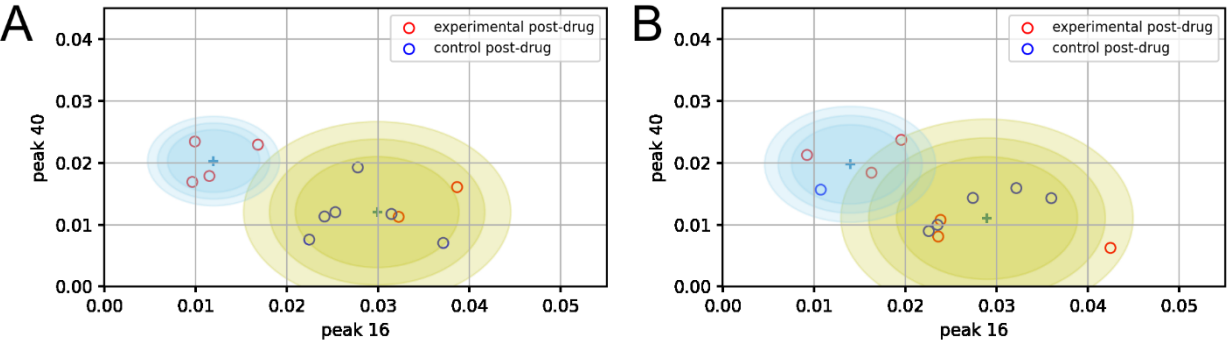 A
experimental post-drug
control post-drug
peak 40
0.04
0.03
0.02
0.01
0.00
0.00 0.01 0.02 0.03 0.04 0.05
peak 16
B
experimental post-drug
control post-drug
peak 40
0.04
0.03
0.02
0.01
0.00
0.00 0.01 0.02 0.03 0.04 0.05
peak 16